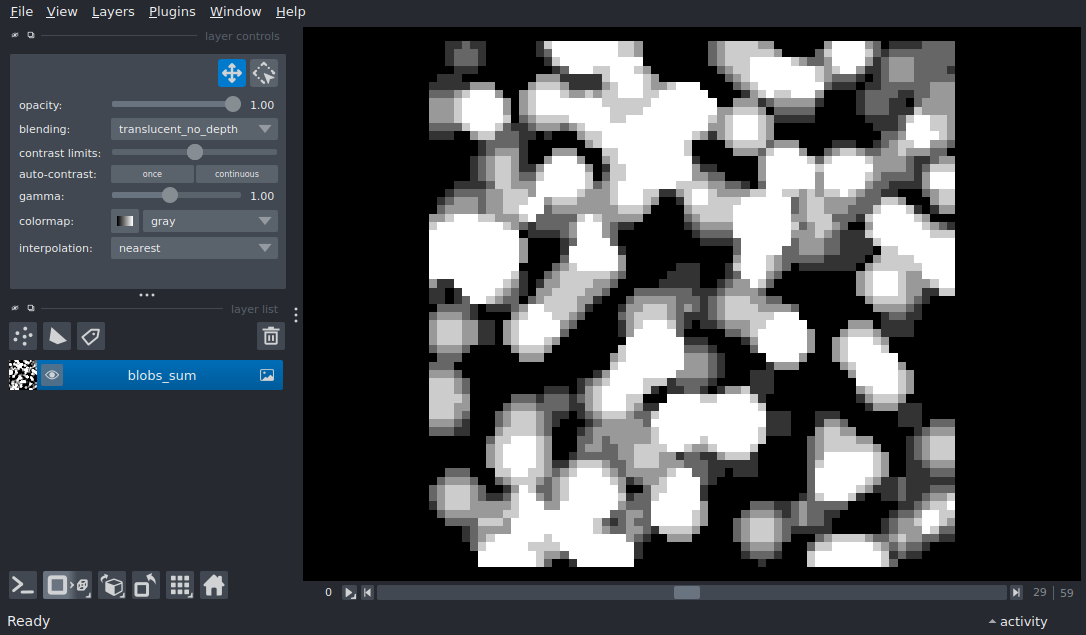 File View Layers Plugins Window Help
layer controls
opacity: 1.00
blending: translucent_no_depth
contrast limits:
auto-contrast: once continuous
gamma: 1.00
colormap: gray
interpolation: nearest
layer list
blobs_sum
0 29 59
Ready activity